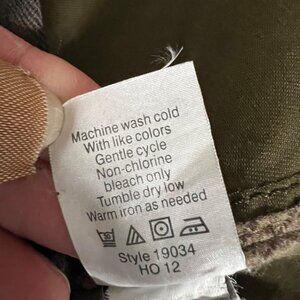 Machine wash cold
With like colors
Gentle cycle
Non-chlorine
bleach only
Tumble dry low
Warm iron as needed
Style 19034
HO 12